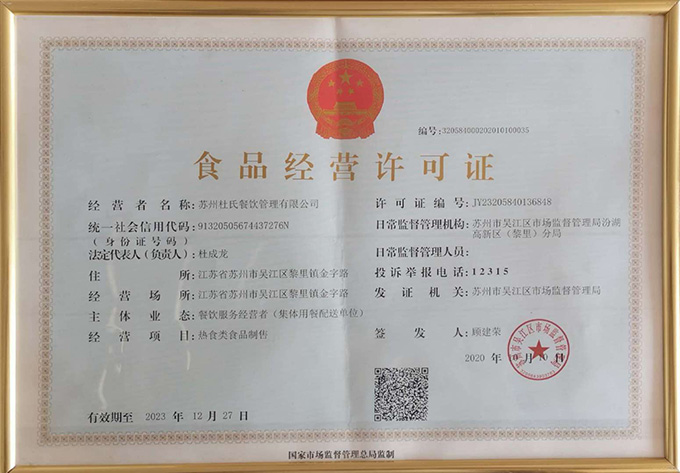 编号:320584000202010100035
食品经营许可证
经营者名称:苏州杜氏餐饮管理有限公司
统一社会信用代码:91320505674437276N
(身份证号码)
法定代表人(负责人):杜成龙
住所:江苏省苏州市吴江区黎里镇金字路
经营场所:江苏省苏州市吴江区黎里镇金字路
主体业态:餐饮服务经营者(集体用餐配送单位)
经营项目:热食类食品制售
有效期至 2023 年 12 月 27 日
许可证编号:JY23205840136848
日常监督管理机构:苏州市吴江区市场监督管理局汾湖
高新区(黎里)分局
日常监督管理人员:
投诉举报电话:12315
发证机关:苏州市吴江区市场监督管理局
签发人:顾建荣
2020 年 10 月 10 日
国家市场监督管理总局监制